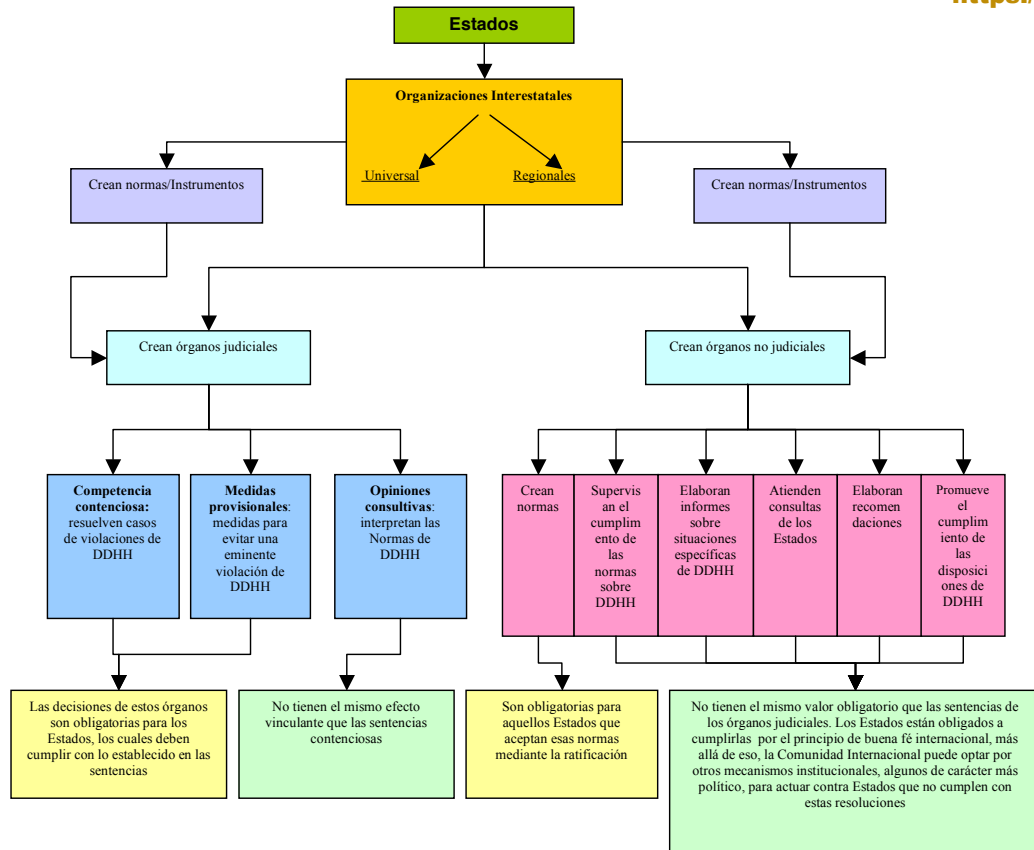 https:/
Estados
Organizaciones Interestatales
Universal
Regionales
Crean normas/Instrumentos
Crean normas/Instrumentos
Crean órganos judiciales
Crean órganos no judiciales
Competencia
contenciosa:
resuelven casos
de violaciones de
DDHH
Medidas
provisionales:
medidas para
evitar una
eminente
violación de
DDHH
Opiniones
consultivas:
interpretan las
Normas de
DDHH
Crean
normas
Supervis
an el
cumplim
ento de
las
normas
sobre
DDHH
Elaboran
informes
sobre
situaciones
específicas
de DDHH
Atienden
consultas
de los
Estados
Elaboran
recomen
daciones
Promueve
el
cumplim
iento de
las
disposici
ones de
DDHH
Las decisiones de estos órganos
son obligatorias para los
Estados, los cuales deben
cumplir con lo establecido en las
sentencias
No tienen el mismo efecto
vinculante que las sentencias
contenciosas
Son obligatorias para
aquellos Estados que
aceptan esas normas
mediante la ratificación
No tienen el mismo valor obligatorio que las sentencias de
los órganos judiciales. Los Estados están obligados a
cumplirlas por el principio de buena fé internacional, más
allá de eso, la Comunidad Internacional puede optar por
otros mecanismos institucionales, algunos de carácter más
político, para actuar contra Estados que no cumplen con
estas resoluciones